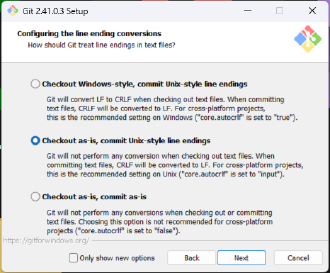 Git 2.41.0.3 Setup
Configuring the line ending conversions
How should Git treat line endings in text files?
Checkout Windows-style, commit Unix-style line endings
Git will convert LF to CRLF when checking out text files. When committing
text files, CRLF will be converted to LF. For cross-platform projects,
this is the recommended setting on Windows ("core.autocrlf" is set to "true").
Checkout as-is, commit Unix-style line endings
Git will not perform any conversion when checking out text files. When
committing text files, CRLF will be converted to LF. For cross-platform projects,
this is the recommended setting on Unix ("core.autocrlf" is set to "input").
Checkout as-is, commit as-is
Git will not perform any conversions when checking out or committing
text files. Choosing this option is not recommended for cross-platform
projects ("core.autocrlf" is set to "false").
https://gitforwindows.org/
Only show new options
Back
Next
Cancel